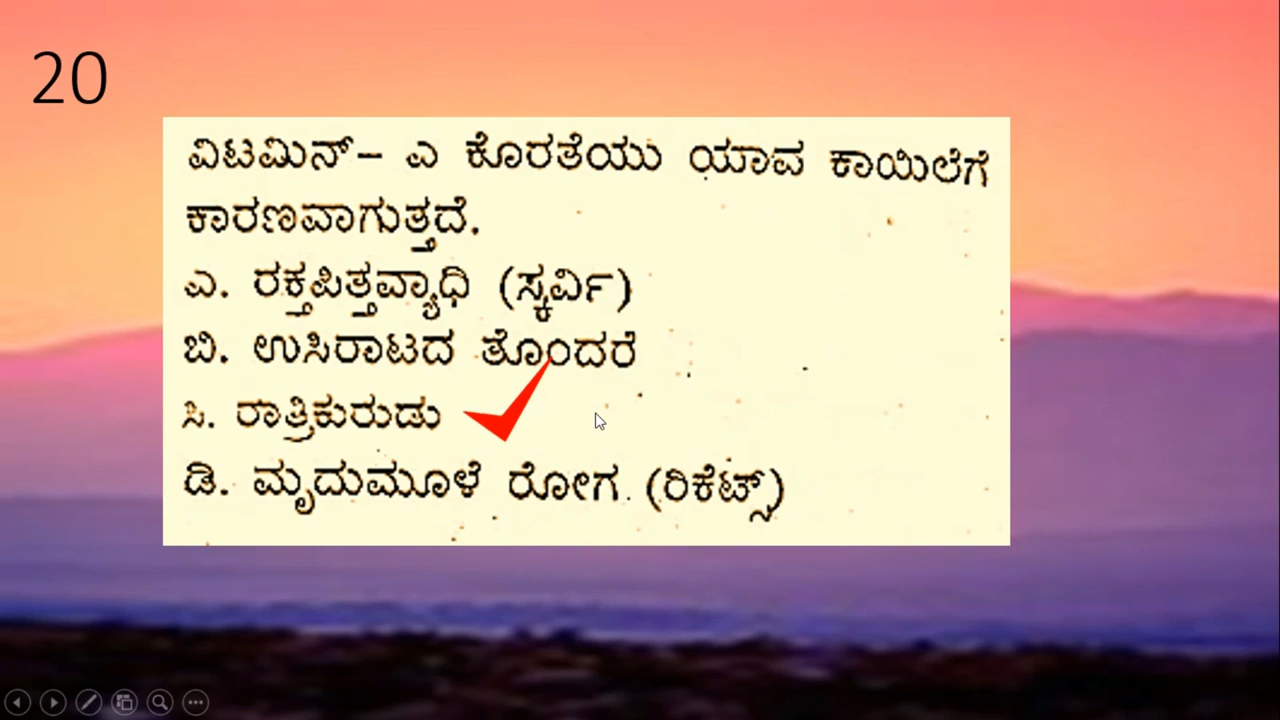 20
ವಿಟಮಿನ್– ಎ ಕೊರತೆಯು ಯಾವ ಕಾಯಿಲೆಗೆ
ಕಾರಣವಾಗುತ್ತದೆ.
ಎ. ರಕ್ತಪಿತ್ತವ್ಯಾಧಿ (ಸ್ಕರ್ವಿ)
ಬಿ. ಉಸಿರಾಟದ ತೊಂದರೆ
ಸಿ. ರಾತ್ರಿಕುರುಡು
ಡಿ. ಮೃದುಮೂಳೆ ರೋಗ (ರಿಕೆಟ್ಸ್)